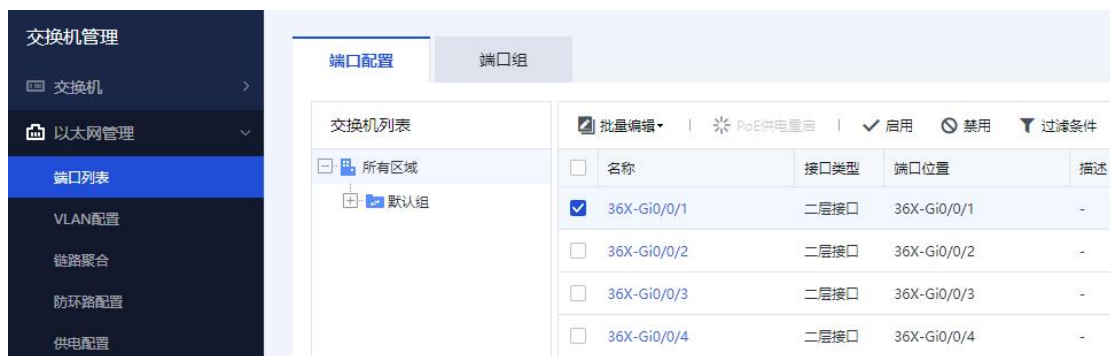 交换机管理
交换机
以太网管理
端口列表
VLAN配置
链路聚合
防环路配置
供电配置
端口配置
端口组
交换机列表
所有区域
默认组
批量编辑 PoE供电重启 启用 禁用 过滤条件
名称 接口类型 端口位置 描述
36X-Gi0/0/1 二层接口 36X-Gi0/0/1 -
36X-Gi0/0/2 二层接口 36X-Gi0/0/2 -
36X-Gi0/0/3 二层接口 36X-Gi0/0/3 -
36X-Gi0/0/4 二层接口 36X-Gi0/0/4 -